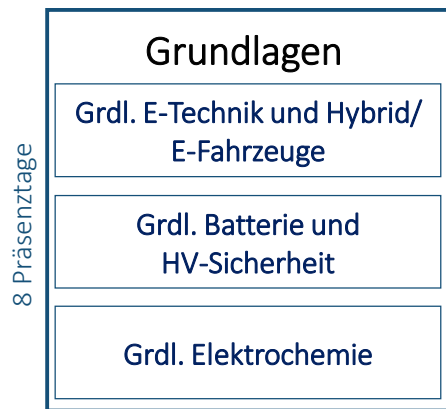 Grundlagen
8 Präsenztage
Grdl. E-Technik und Hybrid/
E-Fahrzeuge
Grdl. Batterie und
HV-Sicherheit
Grdl. Elektrochemie